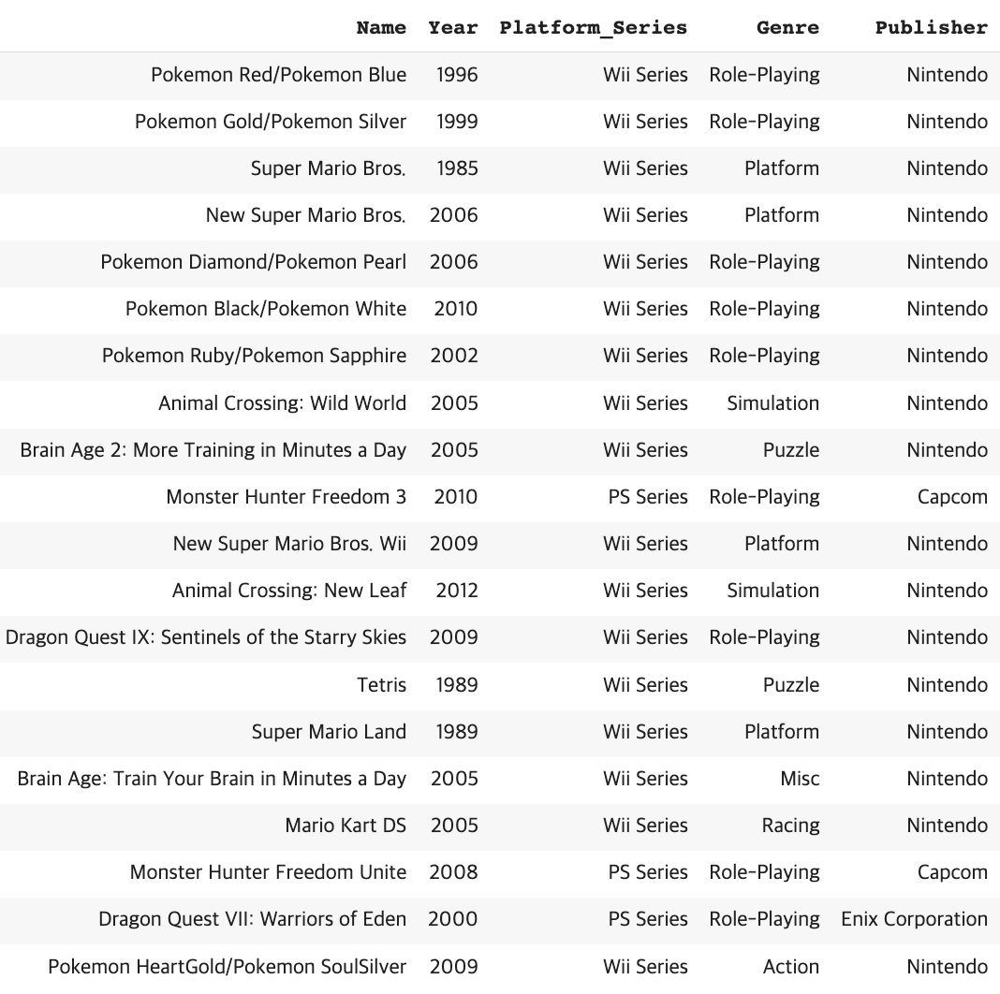 Name Year Platform_Series Genre Publisher
Pokemon Red/Pokemon Blue 1996 Wii Series Role-Playing Nintendo
Pokemon Gold/Pokemon Silver 1999 Wii Series Role-Playing Nintendo
Super Mario Bros. 1985 Wii Series Platform Nintendo
New Super Mario Bros. 2006 Wii Series Platform Nintendo
Pokemon Diamond/Pokemon Pearl 2006 Wii Series Role-Playing Nintendo
Pokemon Black/Pokemon White 2010 Wii Series Role-Playing Nintendo
Pokemon Ruby/Pokemon Sapphire 2002 Wii Series Role-Playing Nintendo
Animal Crossing: Wild World 2005 Wii Series Simulation Nintendo
Brain Age 2: More Training in Minutes a Day 2005 Wii Series Puzzle Nintendo
Monster Hunter Freedom 3 2010 PS Series Role-Playing Capcom
New Super Mario Bros. Wii 2009 Wii Series Platform Nintendo
Animal Crossing: New Leaf 2012 Wii Series Simulation Nintendo
Dragon Quest IX: Sentinels of the Starry Skies 2009 Wii Series Role-Playing Nintendo
Tetris 1989 Wii Series Puzzle Nintendo
Super Mario Land 1989 Wii Series Platform Nintendo
Brain Age: Train Your Brain in Minutes a Day 2005 Wii Series Misc Nintendo
Mario Kart DS 2005 Wii Series Racing Nintendo
Monster Hunter Freedom Unite 2008 PS Series Role-Playing Capcom
Dragon Quest VII: Warriors of Eden 2000 PS Series Role-Playing Enix Corporation
Pokemon HeartGold/Pokemon SoulSilver 2009 Wii Series Action Nintendo